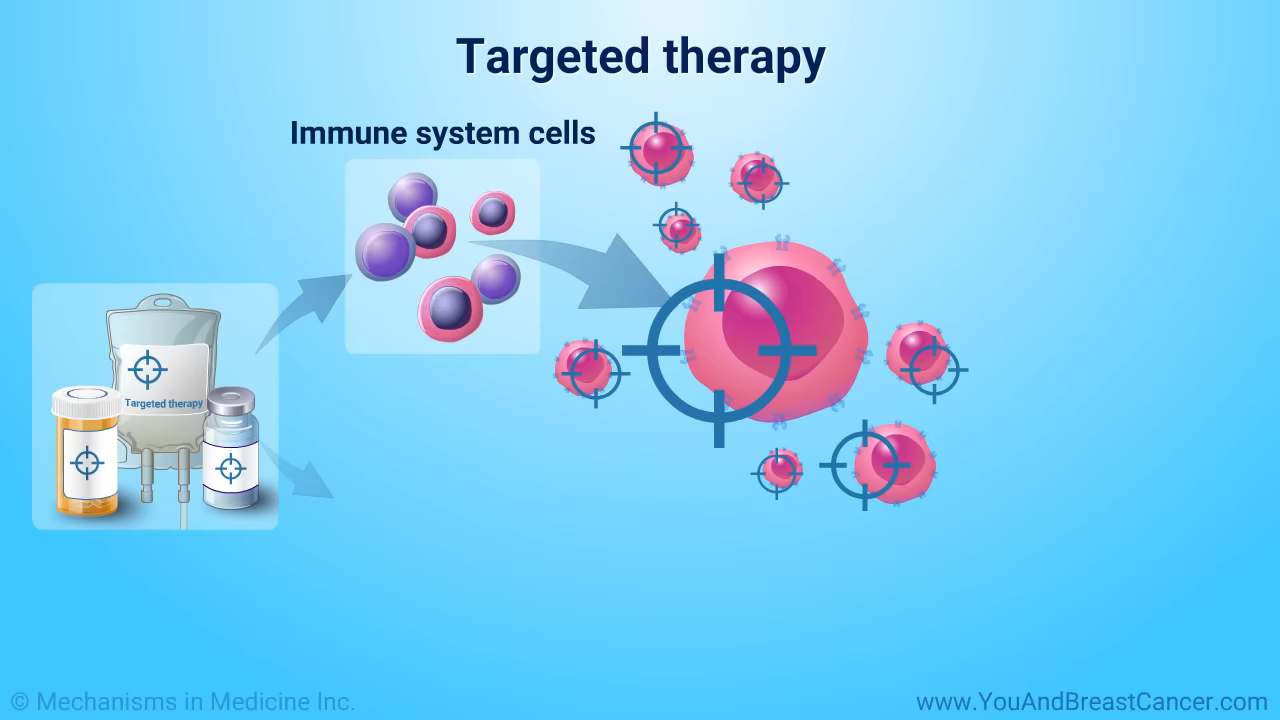 Targeted therapy
Immune system cells
Targeted therapy
© Mechanisms in Medicine Inc.
www.YouAndBreastCancer.com